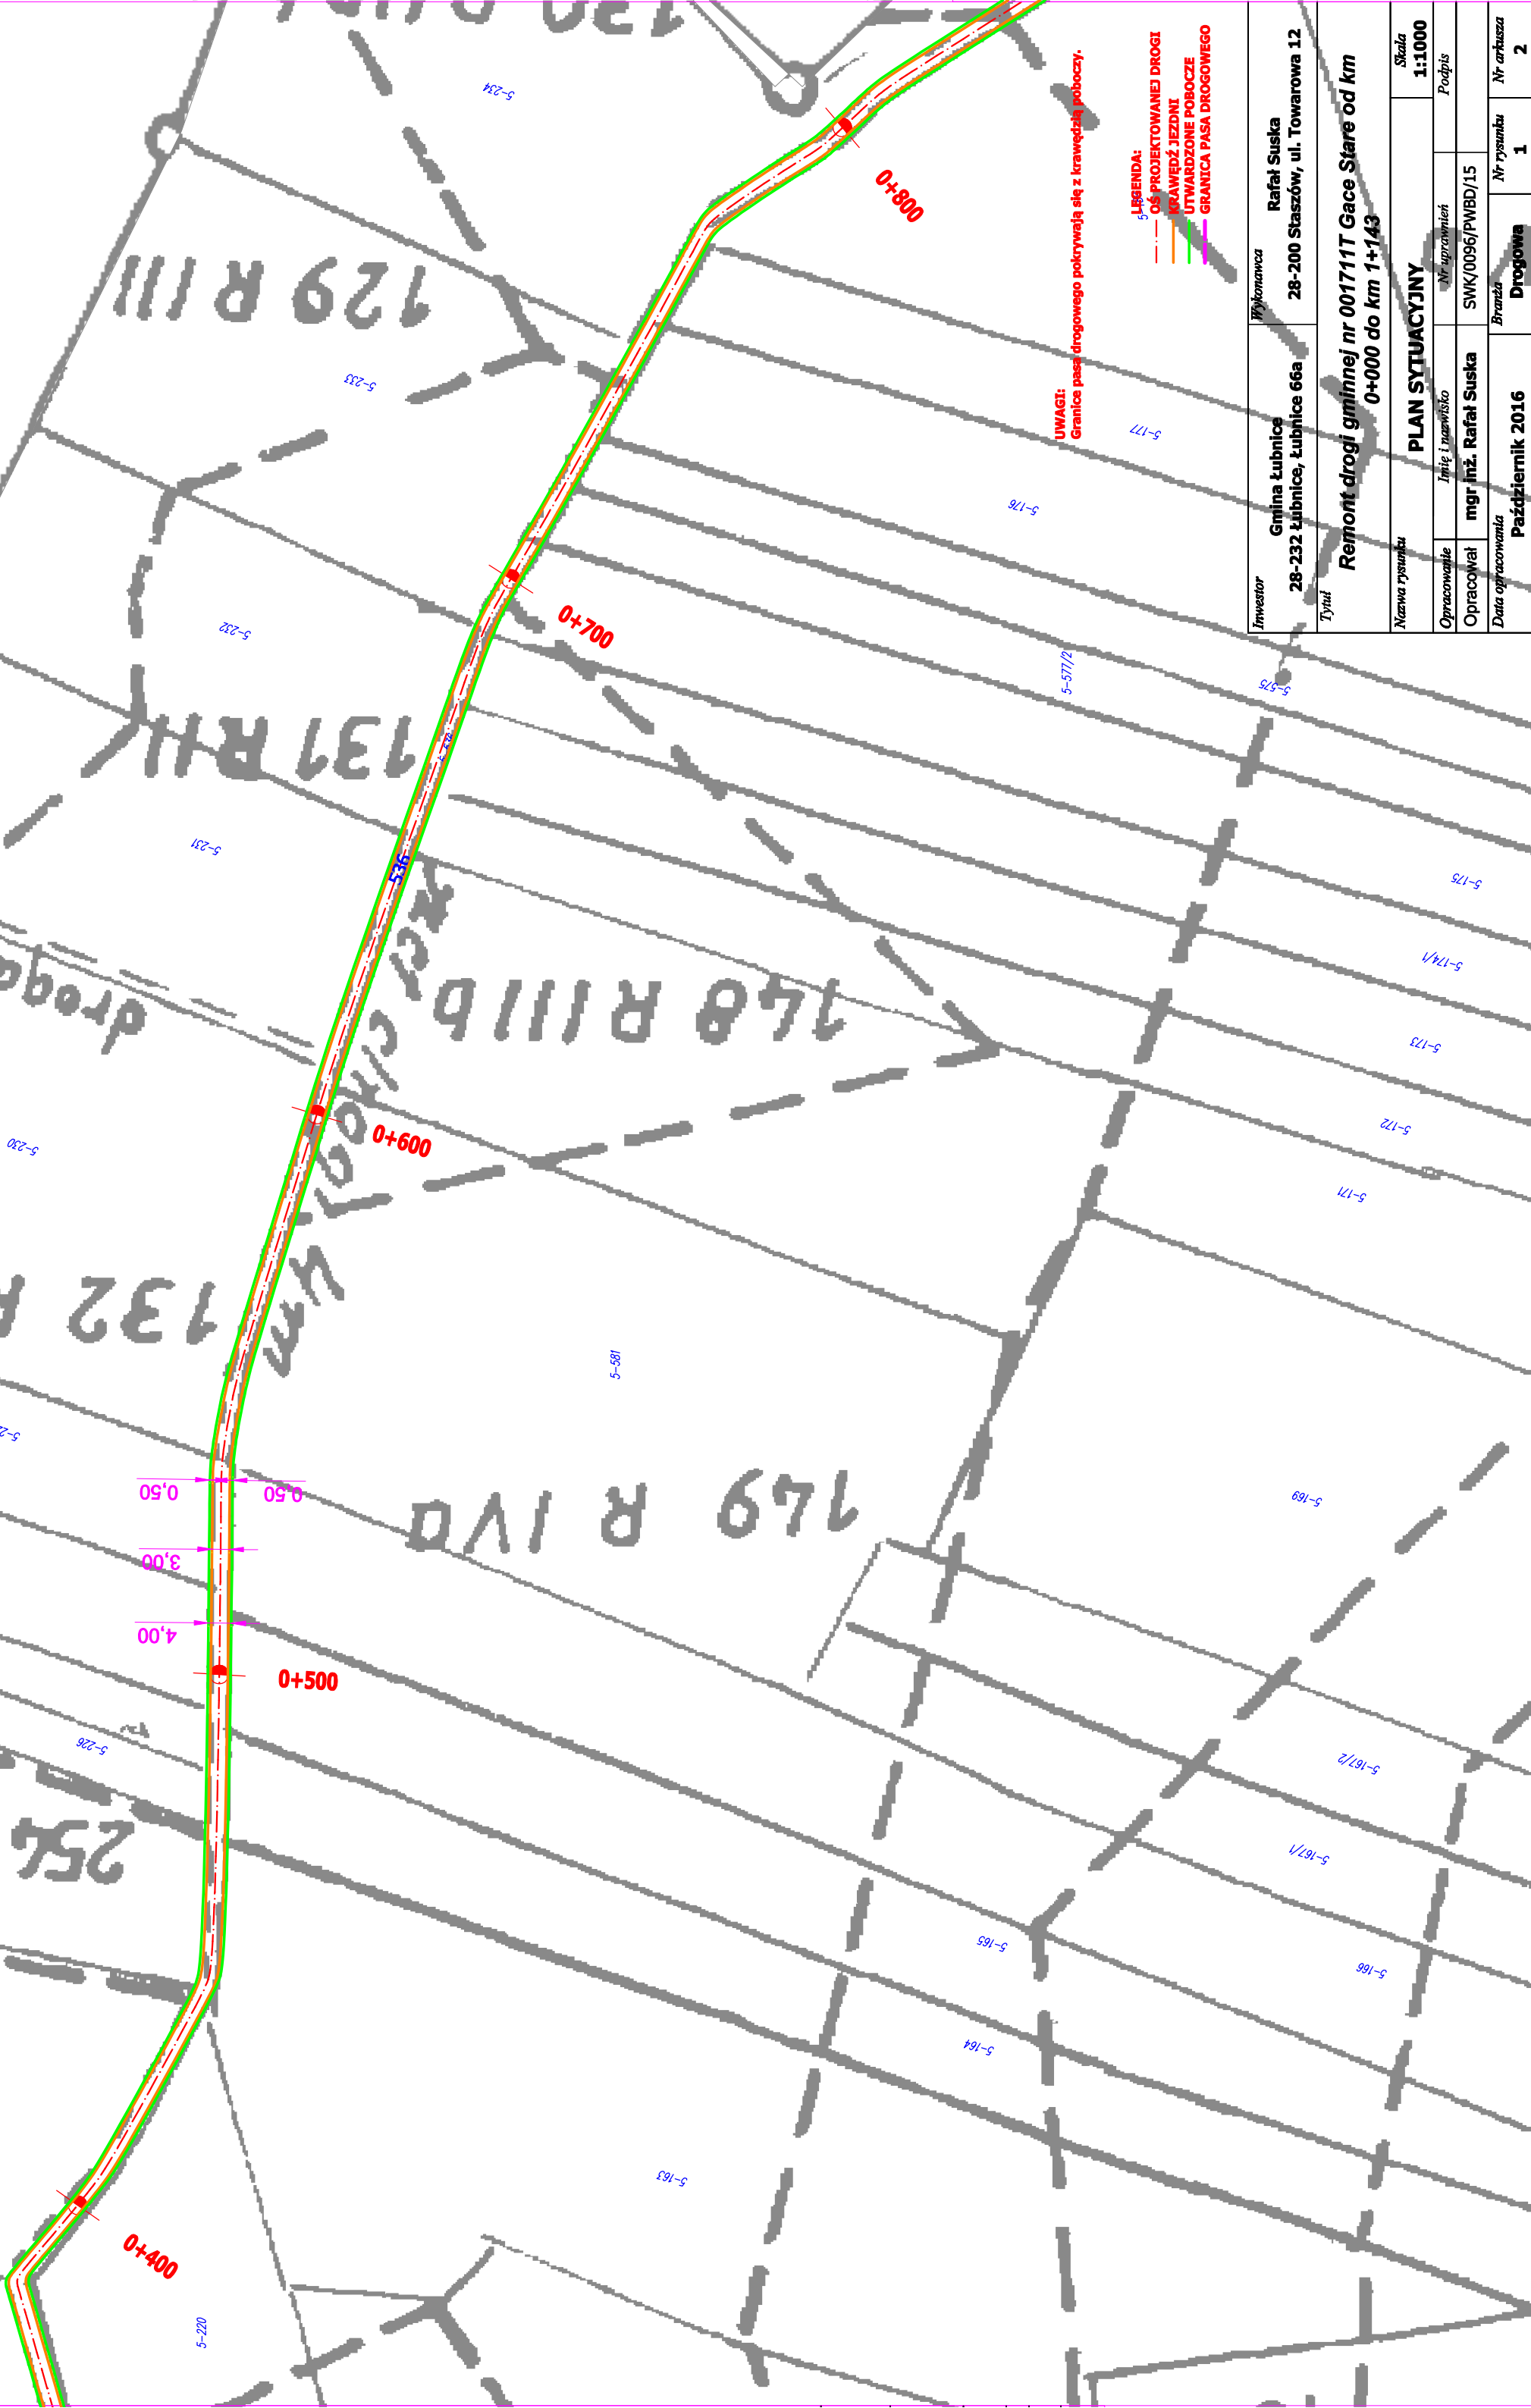 130 R III
5-234
129 R III
5-233
0+800
5-232
0+700
131 R II
5-231
536
droga
148 R IIIb
5-230
0+600
132
5-581
149 R IVa
0,50
0,50
3,00
4,00
0+500
5-226
254
0+400
5-220
5-163
5-164
5-165
5-166
5-167/1
5-167/2
5-169
5-171
5-172
5-173
5-174/1
5-175
5-575
5-577/2
5-176
5-177
UWAGI:
Granice pasa drogowego pokrywają się z krawędzią poboczy.
LEGENDA:
OŚ PROJEKTOWANEJ DROGI
KRAWĘDŹ JEZDNI
UTWARDZONE POBOCZE
GRANICA PASA DROGOWEGO
Inwestor
Gmina Łubnice
28-232 Łubnice, Łubnice 66a
Wykonawca
Rafał Suska
28-200 Staszów, ul. Towarowa 12
Tytuł
Remont drogi gminnej nr 001711T Gace Stare od km
0+000 do km 1+143
Nazwa rysunku
PLAN SYTUACYJNY
Skala
1:1000
Opracowanie Imię i nazwisko Nr uprawnień Podpis
Opracował mgr inż. Rafał Suska SWK/0096/PWBD/15
Data opracowania Branża Nr rysunku Nr arkusza
Październik 2016 Drogowa 1 2